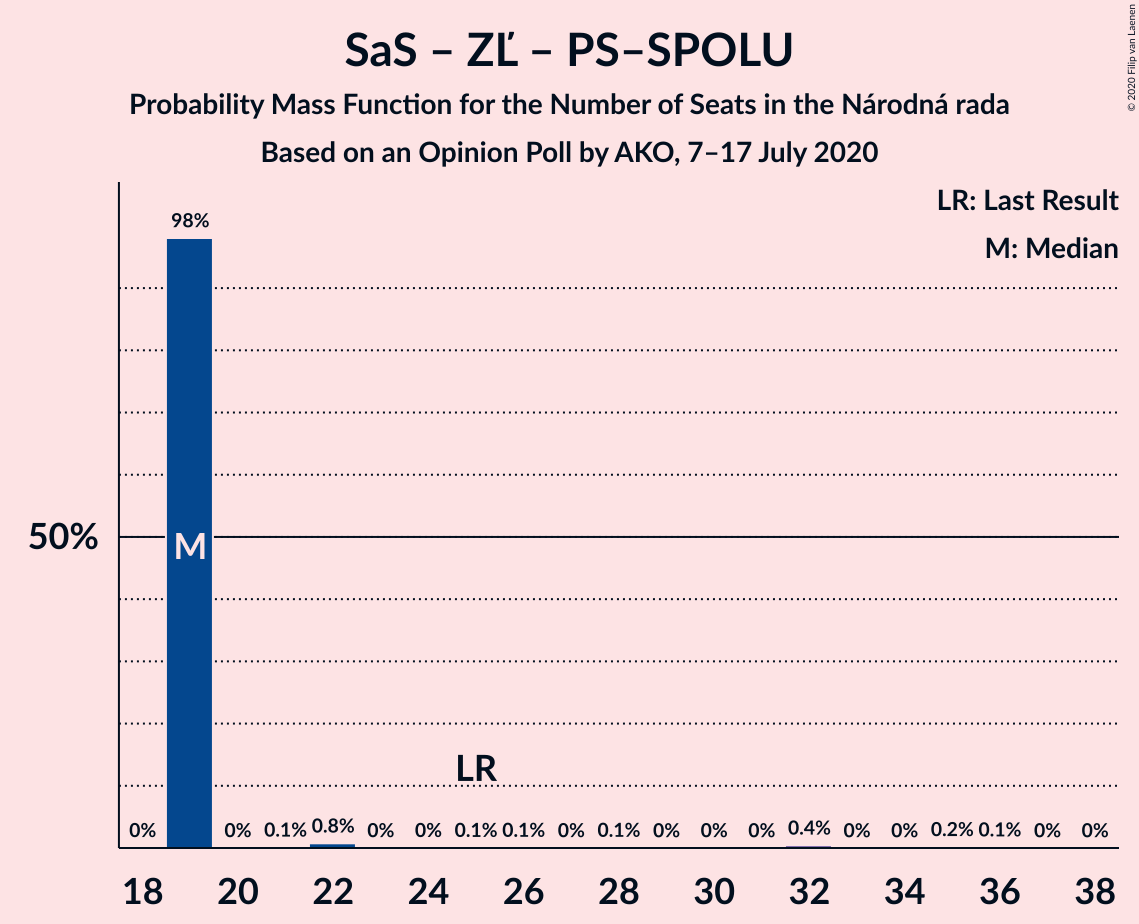 SaS – ZĽ – PS–SPOLU
Probability Mass Function for the Number of Seats in the Národná rada
Based on an Opinion Poll by AKO, 7–17 July 2020
© 2020 Filip van Laenen
LR: Last Result
M: Median
98%
50%
M
LR
0% 0% 0.1% 0.8% 0% 0% 0.1% 0.1% 0% 0.1% 0% 0% 0% 0.4% 0% 0% 0.2% 0.1% 0% 0%
18 20 22 24 26 28 30 32 34 36 38